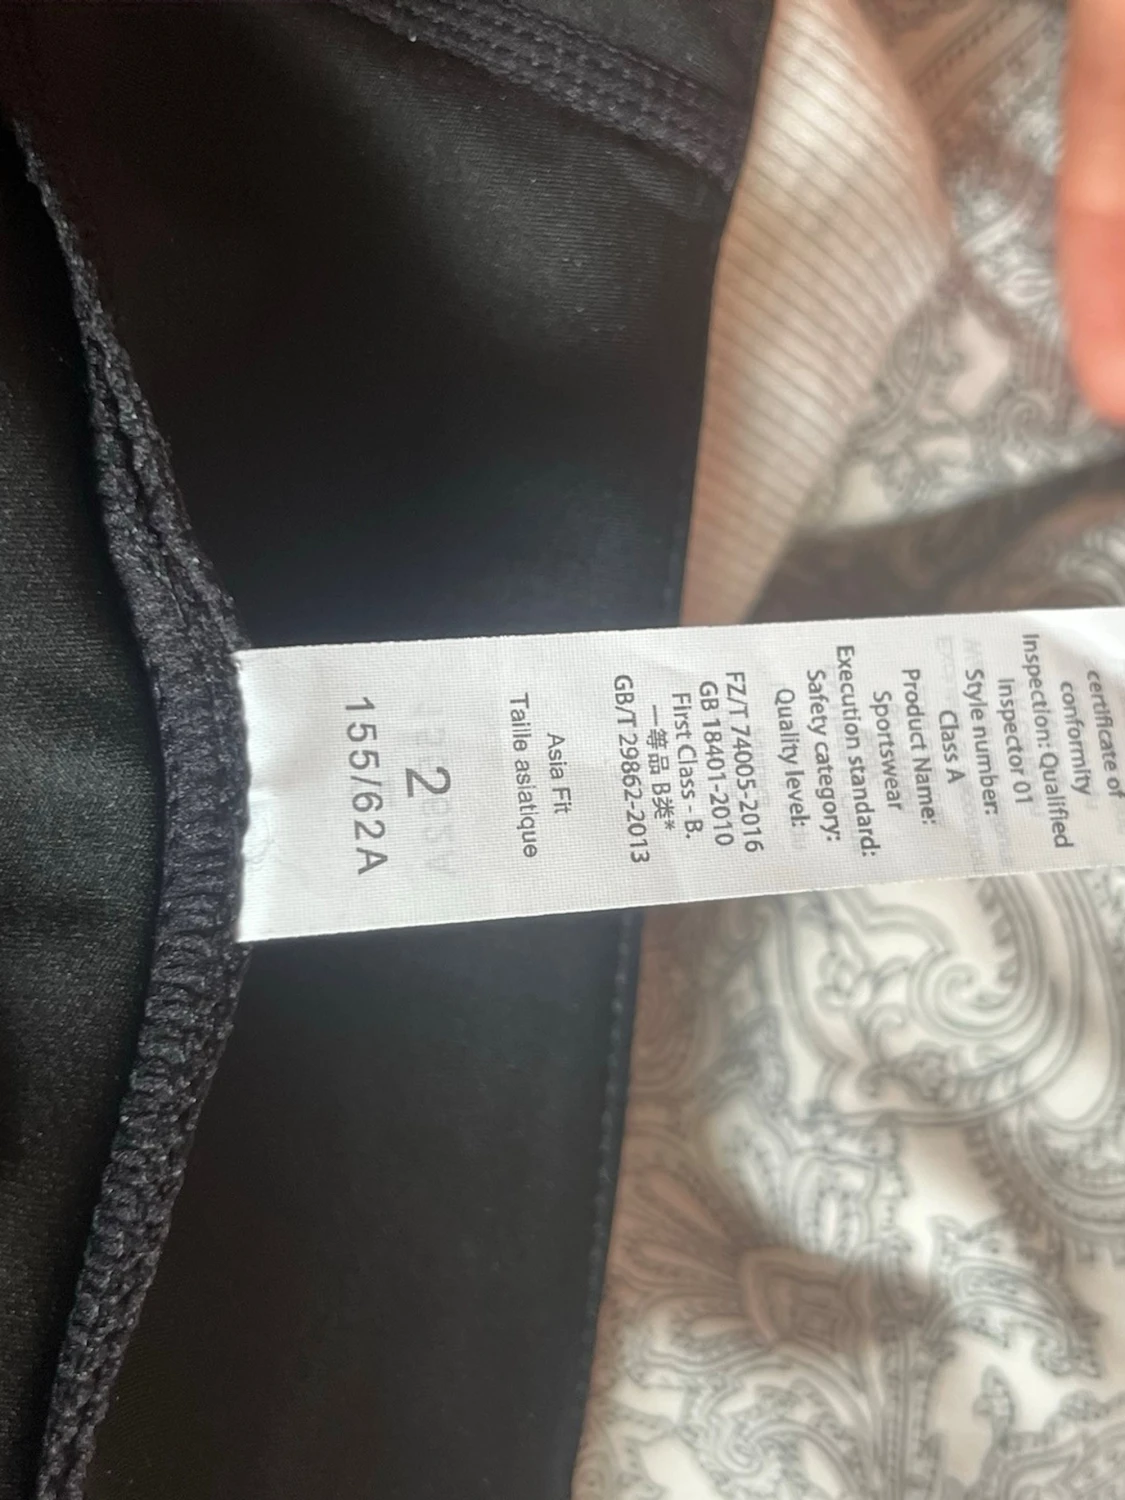 certificate of
conformity
Inspection: Qualified
Inspector 01
Style number:
Class A
Product Name:
Sportswear
Execution standard:
Safety category:
Quality level:
FZ/T 74005-2016
GB 18401-2010
First Class - B.
一等品 B类*
GB/T 29862-2013
Asia Fit
Taille asiatique
2
155/62A